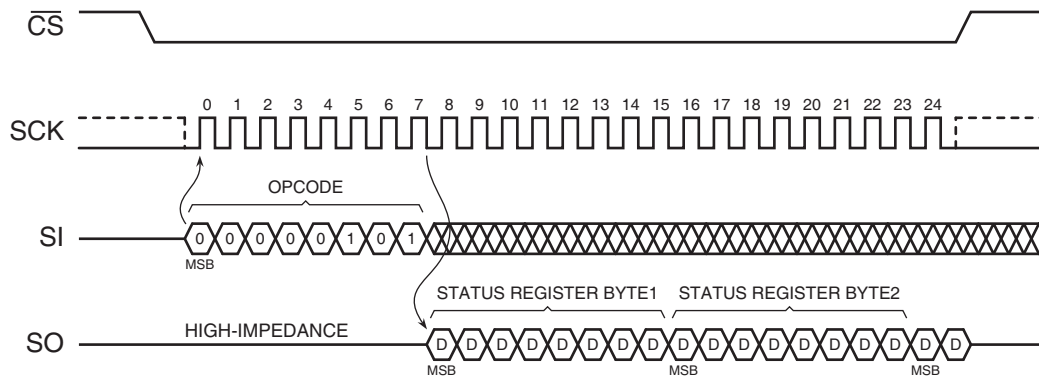 C̅S̅
0 1 2 3 4 5 6 7 8 9 10 11 12 13 14 15 16 17 18 19 20 21 22 23 24
SCK
OPCODE
SI 0 0 0 0 0 1 0 1
MSB
STATUS REGISTER BYTE1 STATUS REGISTER BYTE2
HIGH-IMPEDANCE
SO D D D D D D D D D D D D D D D D D D
MSB MSB MSB